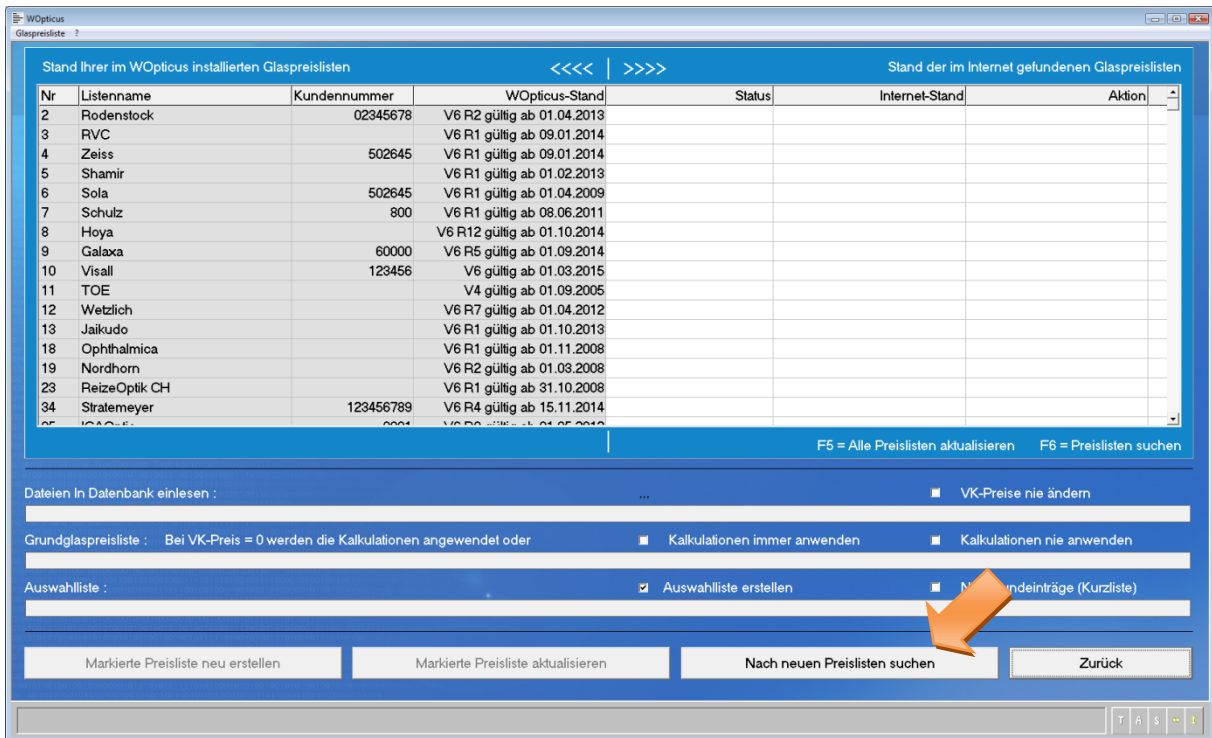 WOpticus
Glaspreisliste ?
Stand Ihrer im WOpticus installierten Glaspreislisten <<<< | >>>> Stand der im Internet gefundenen Glaspreislisten
Nr Listenname Kundennummer WOpticus-Stand Status Internet-Stand Aktion
2 Rodenstock 02345678 V6 R2 gültig ab 01.04.2013
3 RVC V6 R1 gültig ab 09.01.2014
4 Zeiss 502645 V6 R1 gültig ab 09.01.2014
5 Shamir V6 R1 gültig ab 01.02.2013
6 Sola 502645 V6 R1 gültig ab 01.04.2009
7 Schulz 800 V6 R1 gültig ab 08.06.2011
8 Hoya V6 R12 gültig ab 01.10.2014
9 Galaxa 60000 V6 R5 gültig ab 01.09.2014
10 Visall 123456 V6 gültig ab 01.03.2015
11 TOE V4 gültig ab 01.09.2005
12 Wetzlich V6 R7 gültig ab 01.04.2012
13 Jaikudo V6 R1 gültig ab 01.10.2013
18 Ophthalmica V6 R1 gültig ab 01.11.2008
19 Nordhorn V6 R2 gültig ab 01.03.2008
23 ReizeOptik CH V6 R1 gültig ab 31.10.2008
34 Stratemeyer 123456789 V6 R4 gültig ab 15.11.2014
F5 = Alle Preislisten aktualisieren F6 = Preislisten suchen
Dateien In Datenbank einlesen : ... VK-Preise nie ändern
Grundglaspreisliste : Bei VK-Preis = 0 werden die Kalkulationen angewendet oder Kalkulationen immer anwenden Kalkulationen nie anwenden
Auswahlliste : Auswahlliste erstellen (Kurzliste)
Markierte Preisliste neu erstellen Markierte Preisliste aktualisieren Nach neuen Preislisten suchen Zurück
T A S